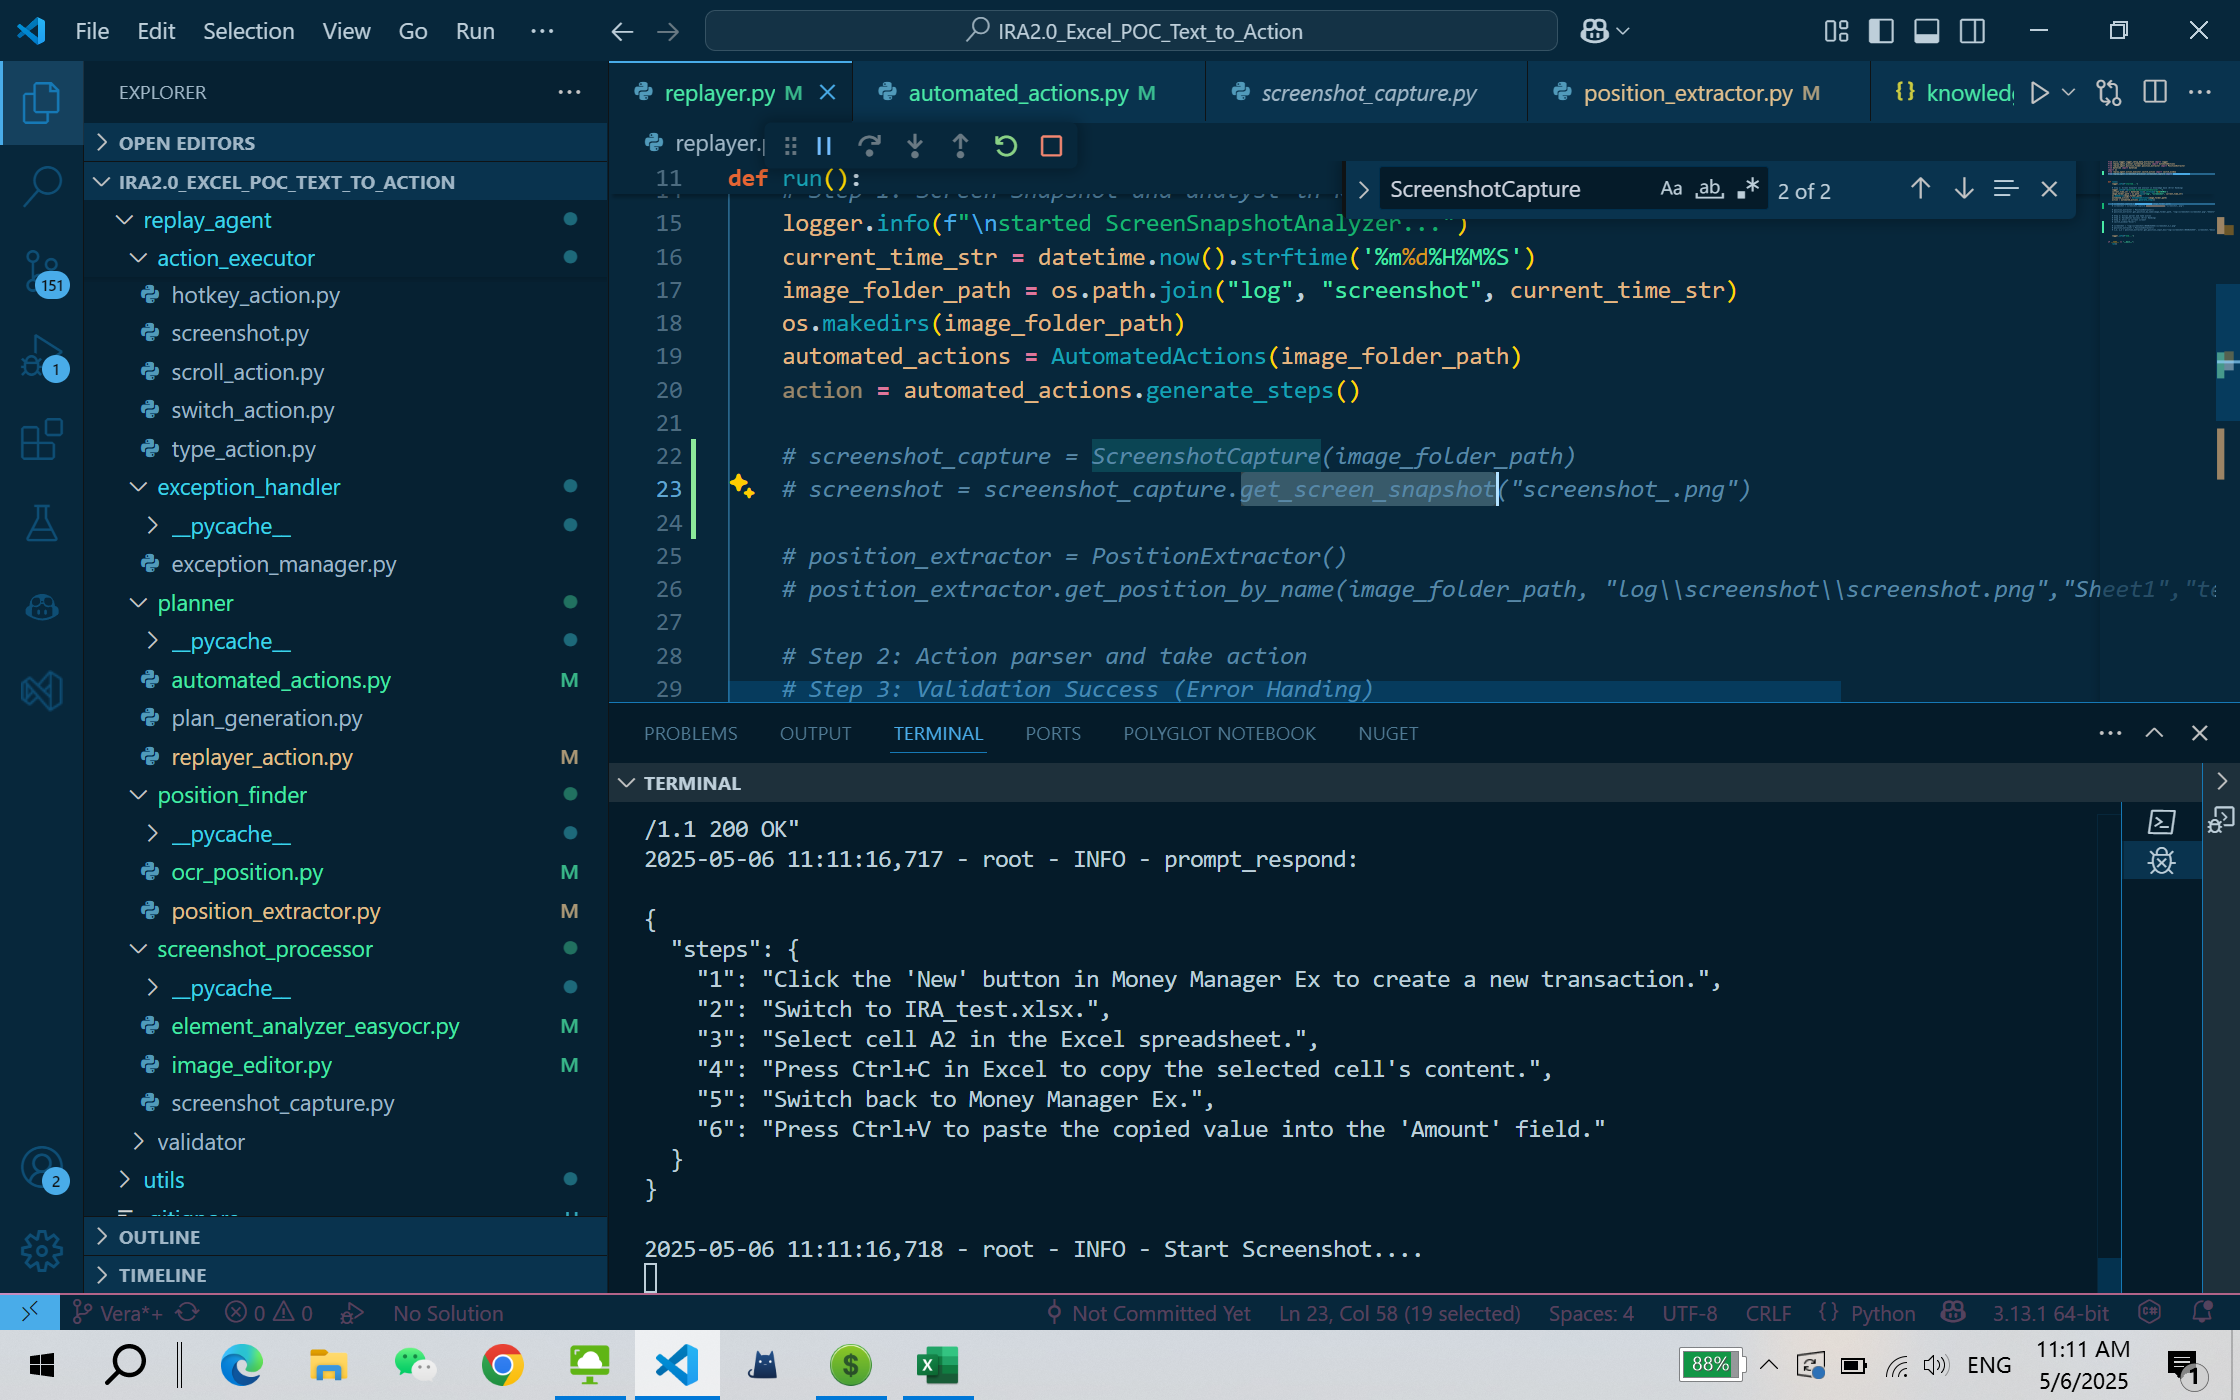 File Edit Selection View Go Run ···
IRA2.0_Excel_POC_Text_to_Action
EXPLORER
OPEN EDITORS
IRA2.0_EXCEL_POC_TEXT_TO_ACTION
replay_agent
action_executor
hotkey_action.py
screenshot.py
scroll_action.py
switch_action.py
type_action.py
exception_handler
__pycache__
exception_manager.py
planner
__pycache__
automated_actions.py M
plan_generation.py
replayer_action.py M
position_finder
__pycache__
ocr_position.py M
position_extractor.py M
screenshot_processor
__pycache__
element_analyzer_easyocr.py M
image_editor.py M
screenshot_capture.py
validator
utils
OUTLINE
TIMELINE
151
1
2
replayer.py M
automated_actions.py M
screenshot_capture.py
position_extractor.py M
{} knowled
replayer.
ScreenshotCapture
Aa ab .* 2 of 2
11 def run():
15 logger.info(f"\nstarted ScreenSnapshotAnalyzer...")
16 current_time_str = datetime.now().strftime('%m%d%H%M%S')
17 image_folder_path = os.path.join("log", "screenshot", current_time_str)
18 os.makedirs(image_folder_path)
19 automated_actions = AutomatedActions(image_folder_path)
20 action = automated_actions.generate_steps()
21
22 # screenshot_capture = ScreenshotCapture(image_folder_path)
23 # screenshot = screenshot_capture.get_screen_snapshot("screenshot_.png")
24
25 # position_extractor = PositionExtractor()
26 # position_extractor.get_position_by_name(image_folder_path, "log\\screenshot\\screenshot.png","Sheet1","te
27
28 # Step 2: Action parser and take action
29 # Step 3: Validation Success (Error Handing)
PROBLEMS OUTPUT TERMINAL PORTS POLYGLOT NOTEBOOK NUGET
TERMINAL
/1.1 200 OK"
2025-05-06 11:11:16,717 - root - INFO - prompt_respond:
{
"steps": {
"1": "Click the 'New' button in Money Manager Ex to create a new transaction.",
"2": "Switch to IRA_test.xlsx.",
"3": "Select cell A2 in the Excel spreadsheet.",
"4": "Press Ctrl+C in Excel to copy the selected cell's content.",
"5": "Switch back to Money Manager Ex.",
"6": "Press Ctrl+V to paste the copied value into the 'Amount' field."
}
}
2025-05-06 11:11:16,718 - root - INFO - Start Screenshot....
Vera*+ 0 0 No Solution
Not Committed Yet Ln 23, Col 58 (19 selected) Spaces: 4 UTF-8 CRLF {} Python 3.13.1 64-bit
88% ENG
11:11 AM
5/6/2025
1